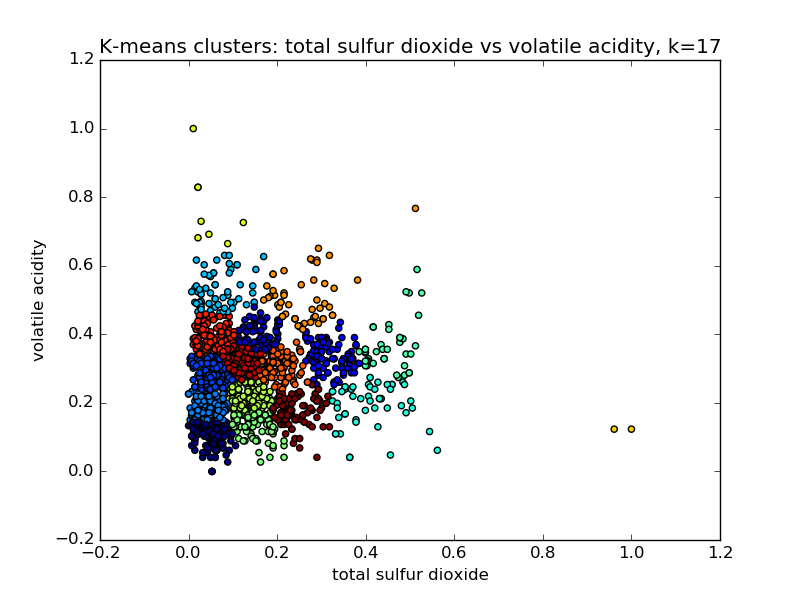 K-means clusters: total sulfur dioxide vs volatile acidity, k=17
1.2
1.0
0.8
0.6
0.4
0.2
0.0
−0.2
volatile acidity
−0.2 0.0 0.2 0.4 0.6 0.8 1.0 1.2
total sulfur dioxide